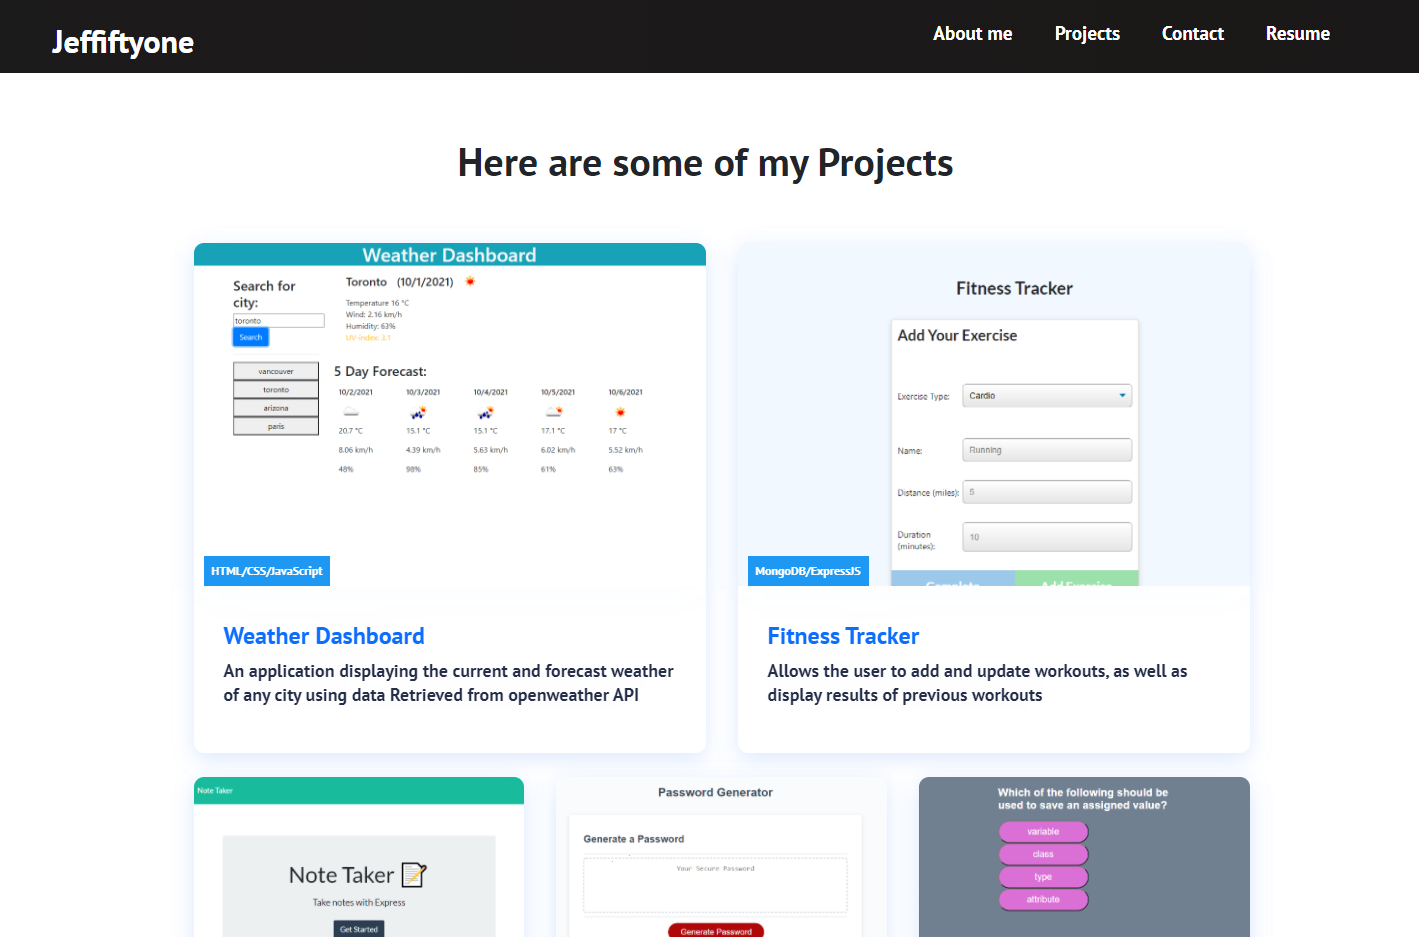 Jeffiftyone
About me
Projects
Contact
Resume
Here are some of my Projects
Weather Dashboard
Search for
city:
toronto
Search
vancouver
toronto
arizona
paris
Toronto (10/1/2021)
Temperature 16 °C
Wind: 2.16 km/h
Humidity: 63%
UV-index: 3.1
5 Day Forecast:
10/2/2021 10/3/2021 10/4/2021 10/5/2021 10/6/2021
20.7 °C 15.1 °C 15.1 °C 17.1 °C 17 °C
8.06 km/h 4.39 km/h 5.63 km/h 6.02 km/h 5.52 km/h
48% 98% 85% 61% 63%
HTML/CSS/JavaScript
Weather Dashboard
An application displaying the current and forecast weather
of any city using data Retrieved from openweather API
Fitness Tracker
Add Your Exercise
Exercise Type: Cardio
Name: Running
Distance (miles): 5
Duration
(minutes):
10
Complete
Add Exercise
MongoDB/ExpressJS
Fitness Tracker
Allows the user to add and update workouts, as well as
display results of previous workouts
Note Taker
Note Taker
Take notes with Express
Get Started
Password Generator
Generate a Password
Your Secure Password
Generate Password
Which of the following should be
used to save an assigned value?
variable
class
type
attribute